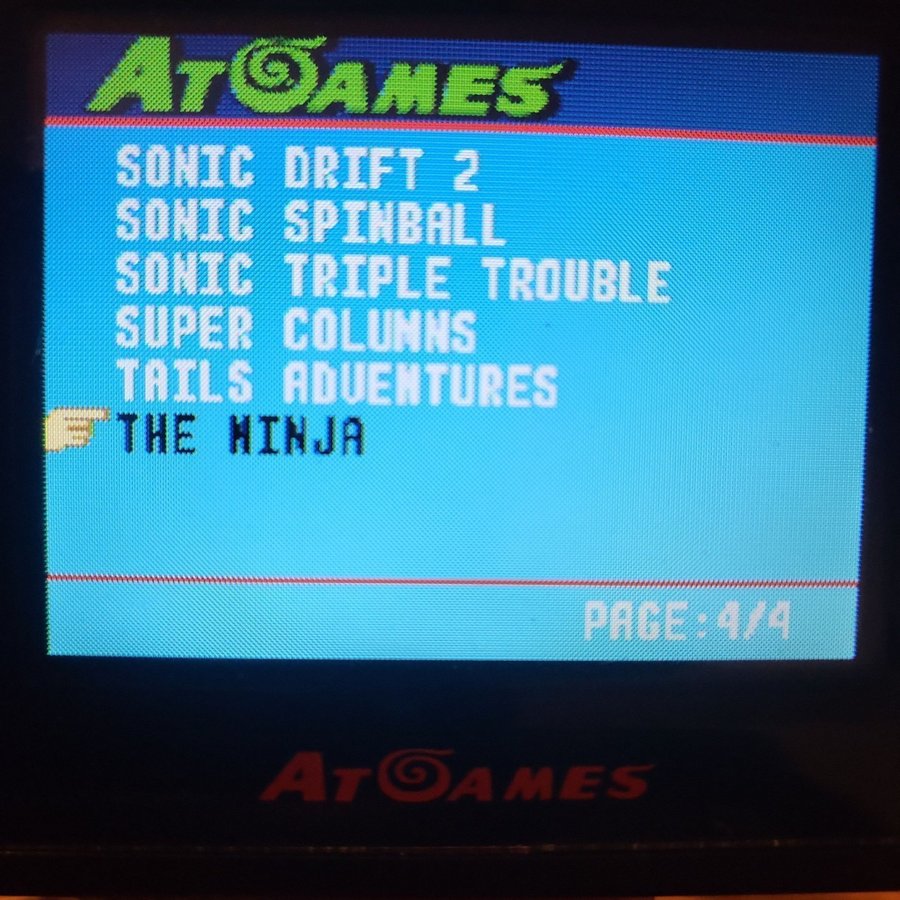 ATGAMES
SONIC DRIFT 2
SONIC SPINBALL
SONIC TRIPLE TROUBLE
SUPER COLUMNS
TAILS ADVENTURES
THE NINJA
PAGE:4/4
ATGAMES